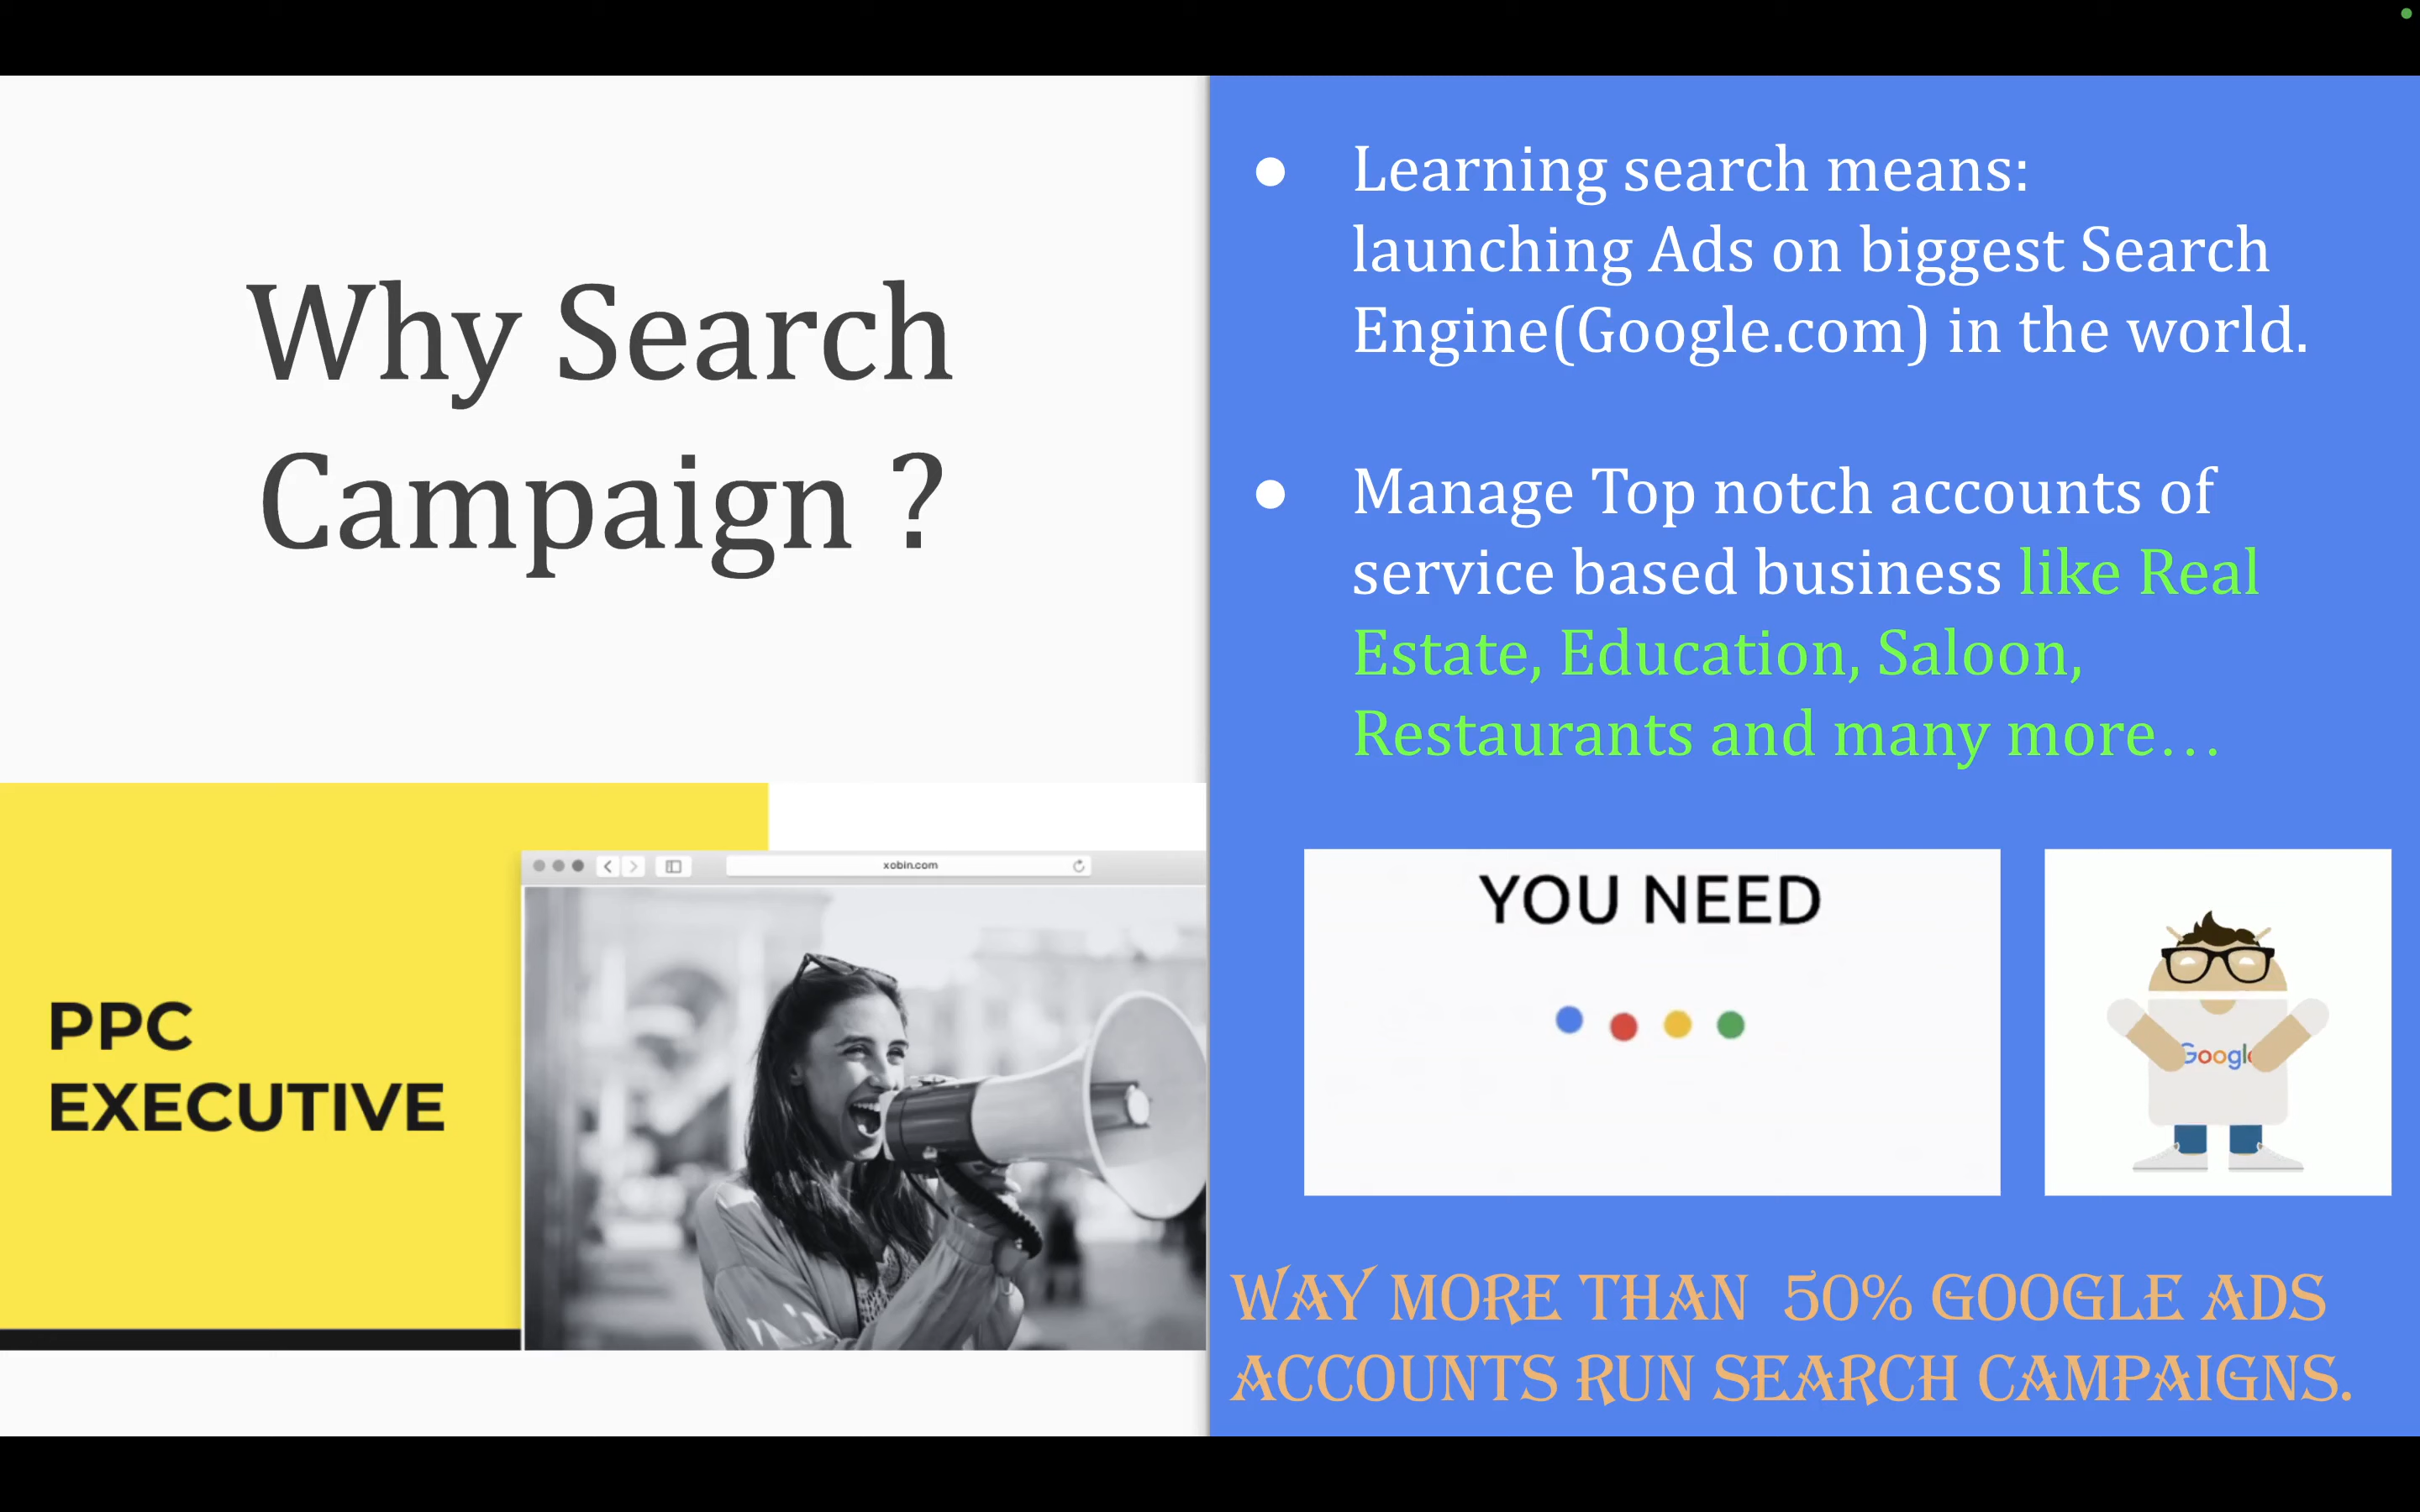 Why Search
Campaign ?
PPC
EXECUTIVE
xobin.com
● Learning search means:
launching Ads on biggest Search
Engine(Google.com) in the world.
● Manage Top notch accounts of
service based business like Real
Estate, Education, Saloon,
Restaurants and many more...
YOU NEED
Google
WAY MORE THAN 50% GOOGLE ADS
ACCOUNTS RUN SEARCH CAMPAIGNS.